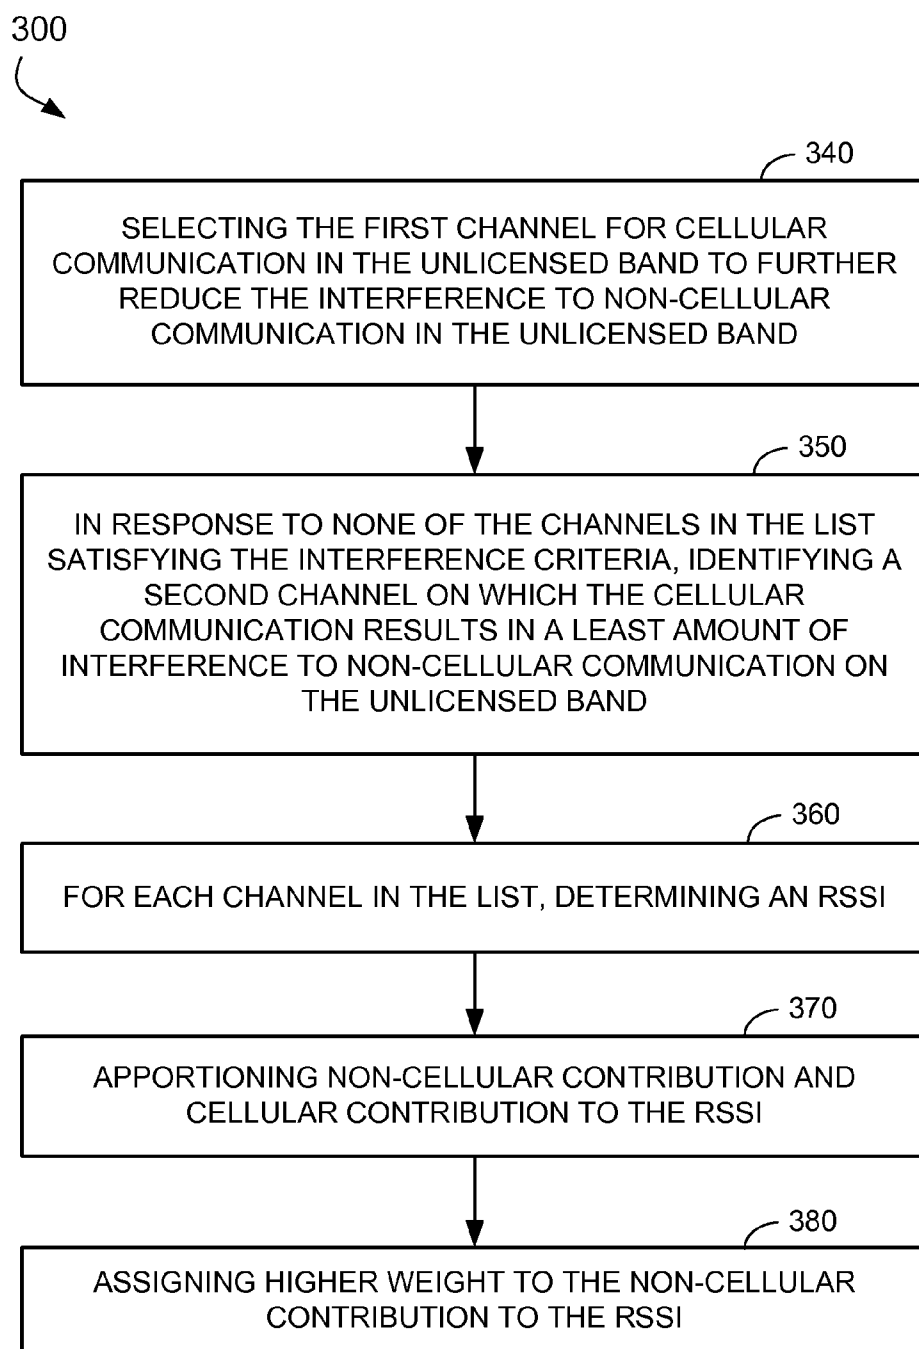 300
340
SELECTING THE FIRST CHANNEL FOR CELLULAR
COMMUNICATION IN THE UNLICENSED BAND TO FURTHER
REDUCE THE INTERFERENCE TO NON-CELLULAR
COMMUNICATION IN THE UNLICENSED BAND
350
IN RESPONSE TO NONE OF THE CHANNELS IN THE LIST
SATISFYING THE INTERFERENCE CRITERIA, IDENTIFYING A
SECOND CHANNEL ON WHICH THE CELLULAR
COMMUNICATION RESULTS IN A LEAST AMOUNT OF
INTERFERENCE TO NON-CELLULAR COMMUNICATION ON
THE UNLICENSED BAND
360
FOR EACH CHANNEL IN THE LIST, DETERMINING AN RSSI
370
APPORTIONING NON-CELLULAR CONTRIBUTION AND
CELLULAR CONTRIBUTION TO THE RSSI
380
ASSIGNING HIGHER WEIGHT TO THE NON-CELLULAR
CONTRIBUTION TO THE RSSI